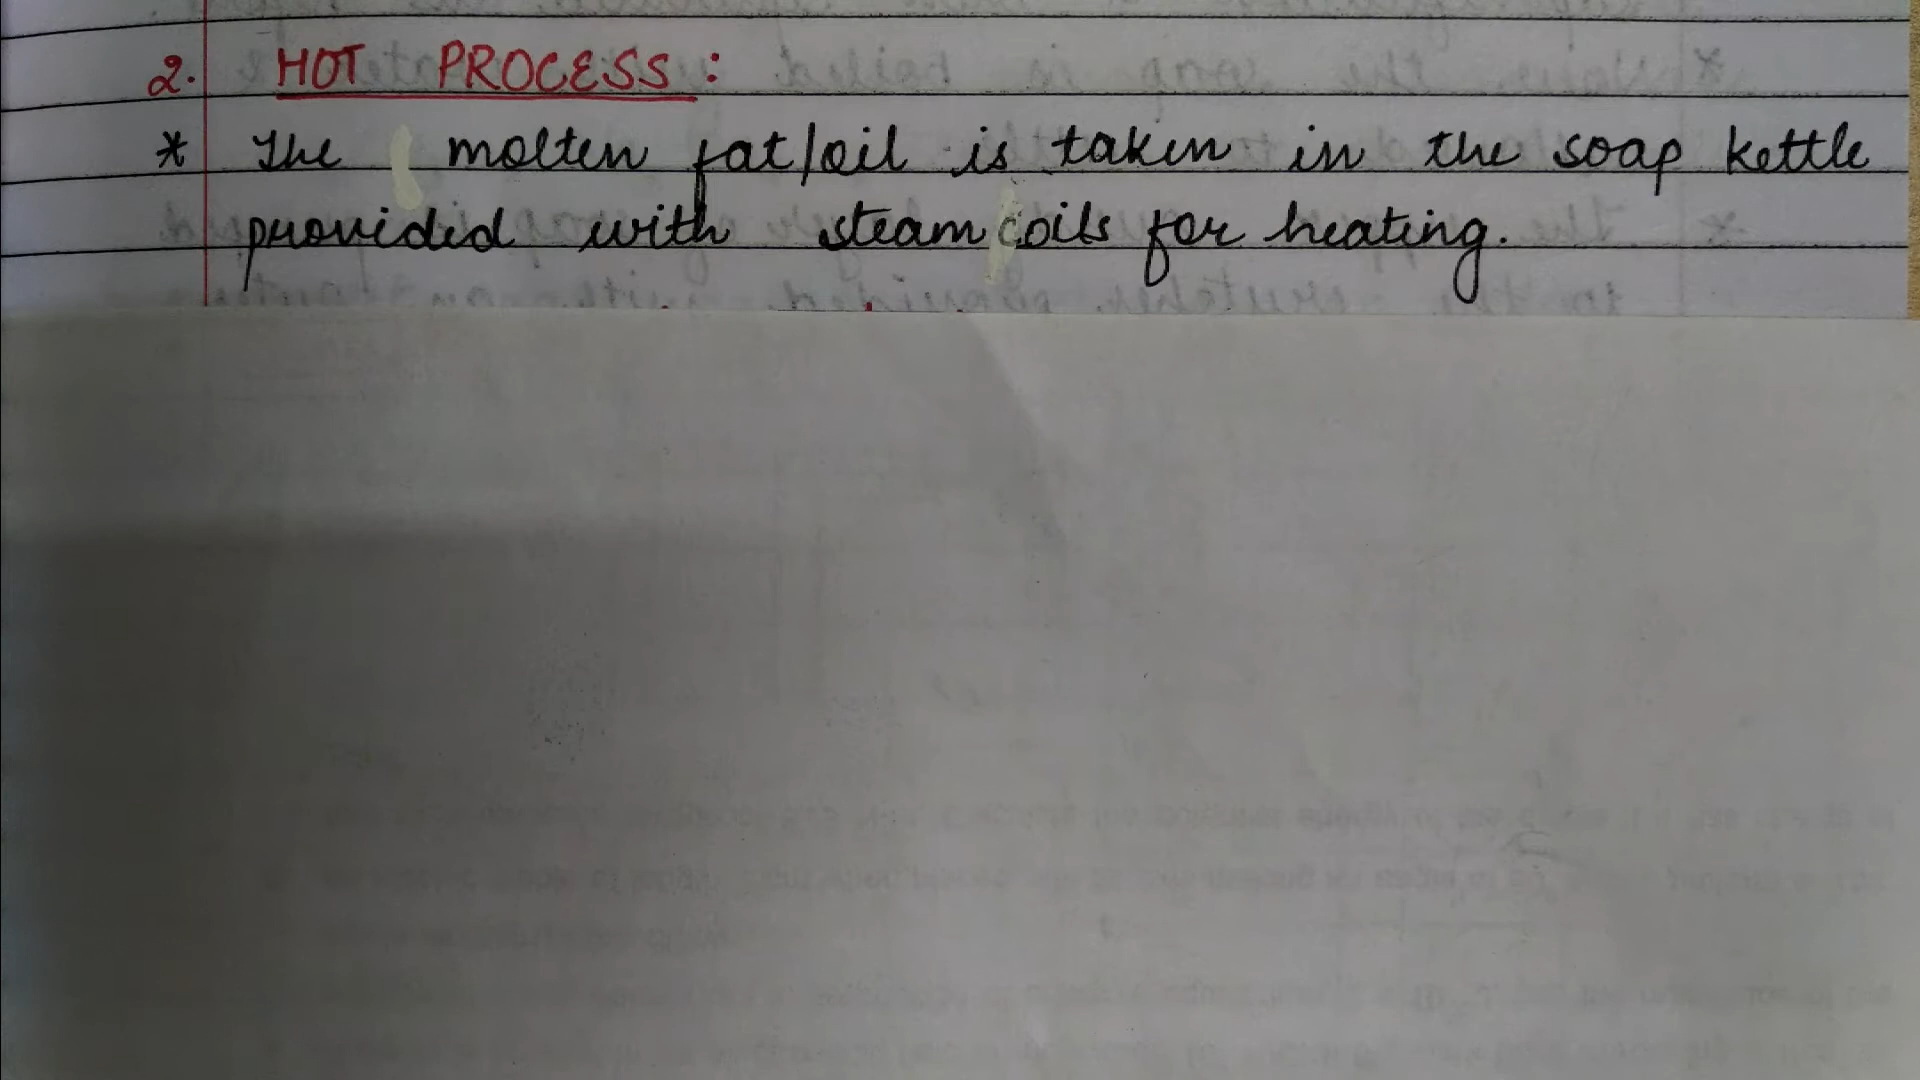 2. HOT PROCESS :
* The molten fat/oil is taken in the soap kettle
provided with steam coils for heating.